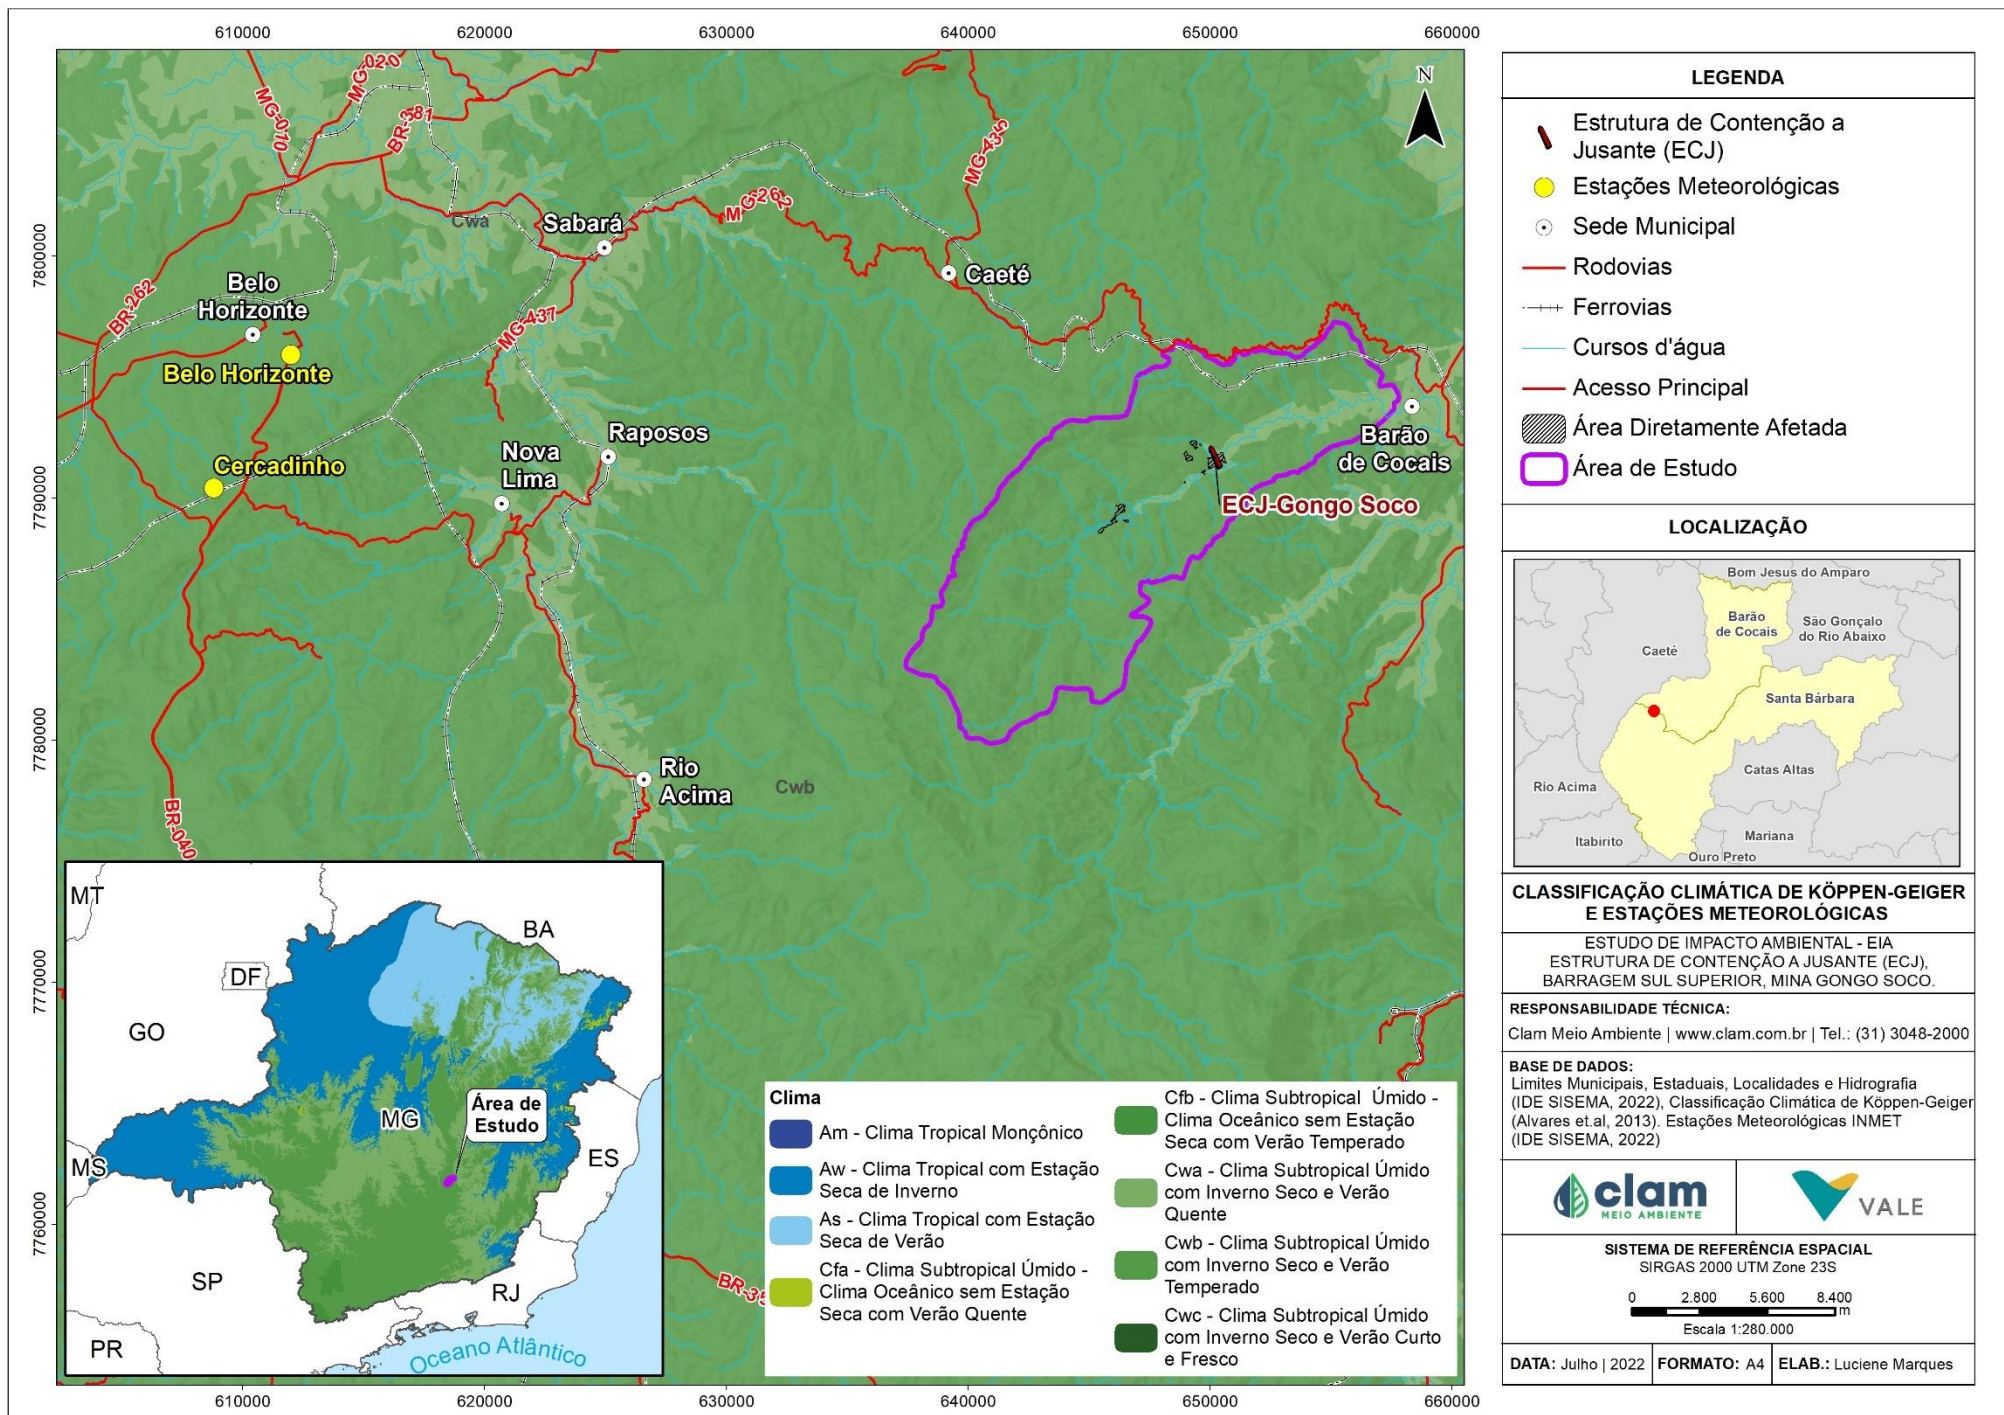 610000
620000
630000
640000
650000
660000
7800000
7790000
7780000
7770000
7760000
N
MG-010
MG-020
BR-381
MG-435
MG-262
Cwa
Sabará
Caeté
BR-262
Belo
Horizonte
MG-437
Belo Horizonte
Raposos
Nova
Lima
Cercadinho
Barão
de Cocais
ECJ-Gongo Soco
Rio
Acima
Cwb
BR-040
BR-35
MT
BA
DF
GO
MG
Área de
Estudo
MS
ES
SP
RJ
PR
Oceano Atlântico
Clima
Am - Clima Tropical Monçônico
Aw - Clima Tropical com Estação
Seca de Inverno
As - Clima Tropical com Estação
Seca de Verão
Cfa - Clima Subtropical Úmido -
Clima Oceânico sem Estação
Seca com Verão Quente
Cfb - Clima Subtropical Úmido -
Clima Oceânico sem Estação
Seca com Verão Temperado
Cwa - Clima Subtropical Úmido
com Inverno Seco e Verão
Quente
Cwb - Clima Subtropical Úmido
com Inverno Seco e Verão
Temperado
Cwc - Clima Subtropical Úmido
com Inverno Seco e Verão Curto
e Fresco
610000
620000
630000
640000
650000
660000
LEGENDA
Estrutura de Contenção a
Jusante (ECJ)
Estações Meteorológicas
Sede Municipal
Rodovias
Ferrovias
Cursos d'água
Acesso Principal
Área Diretamente Afetada
Área de Estudo
LOCALIZAÇÃO
Bom Jesus do Amparo
Barão
de Cocais
São Gonçalo
do Rio Abaixo
Caeté
Santa Bárbara
Catas Altas
Rio Acima
Mariana
Itabirito
Ouro Preto
CLASSIFICAÇÃO CLIMÁTICA DE KÖPPEN-GEIGER
E ESTAÇÕES METEOROLÓGICAS
ESTUDO DE IMPACTO AMBIENTAL - EIA
ESTRUTURA DE CONTENÇÃO A JUSANTE (ECJ),
BARRAGEM SUL SUPERIOR, MINA GONGO SOCO.
RESPONSABILIDADE TÉCNICA:
Clam Meio Ambiente | www.clam.com.br | Tel.: (31) 3048-2000
BASE DE DADOS:
Limites Municipais, Estaduais, Localidades e Hidrografia
(IDE SISEMA, 2022), Classificação Climática de Köppen-Geiger
(Alvares et.al, 2013). Estações Meteorológicas INMET
(IDE SISEMA, 2022)
clam
MEIO AMBIENTE
VALE
SISTEMA DE REFERÊNCIA ESPACIAL
SIRGAS 2000 UTM Zone 23S
0 2.800 5.600 8.400
m
Escala 1:280.000
DATA: Julho | 2022
FORMATO: A4
ELAB.: Luciene Marques